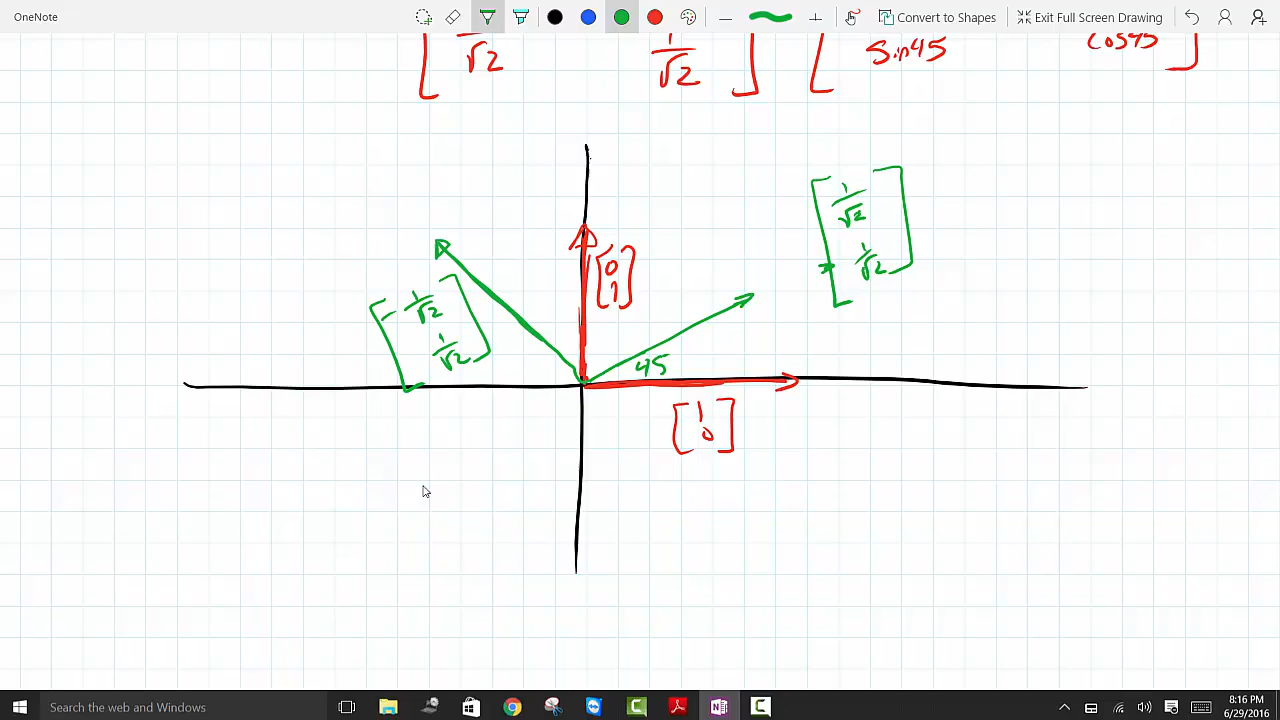 OneNote
Convert to Shapes
Exit Full Screen Drawing
√2
1
√2
Sin45
cos45
1
√2
1
√2
0
1
- 1
√2
1
√2
45
1
0
Search the web and Windows
8:16 PM
6/29/2016